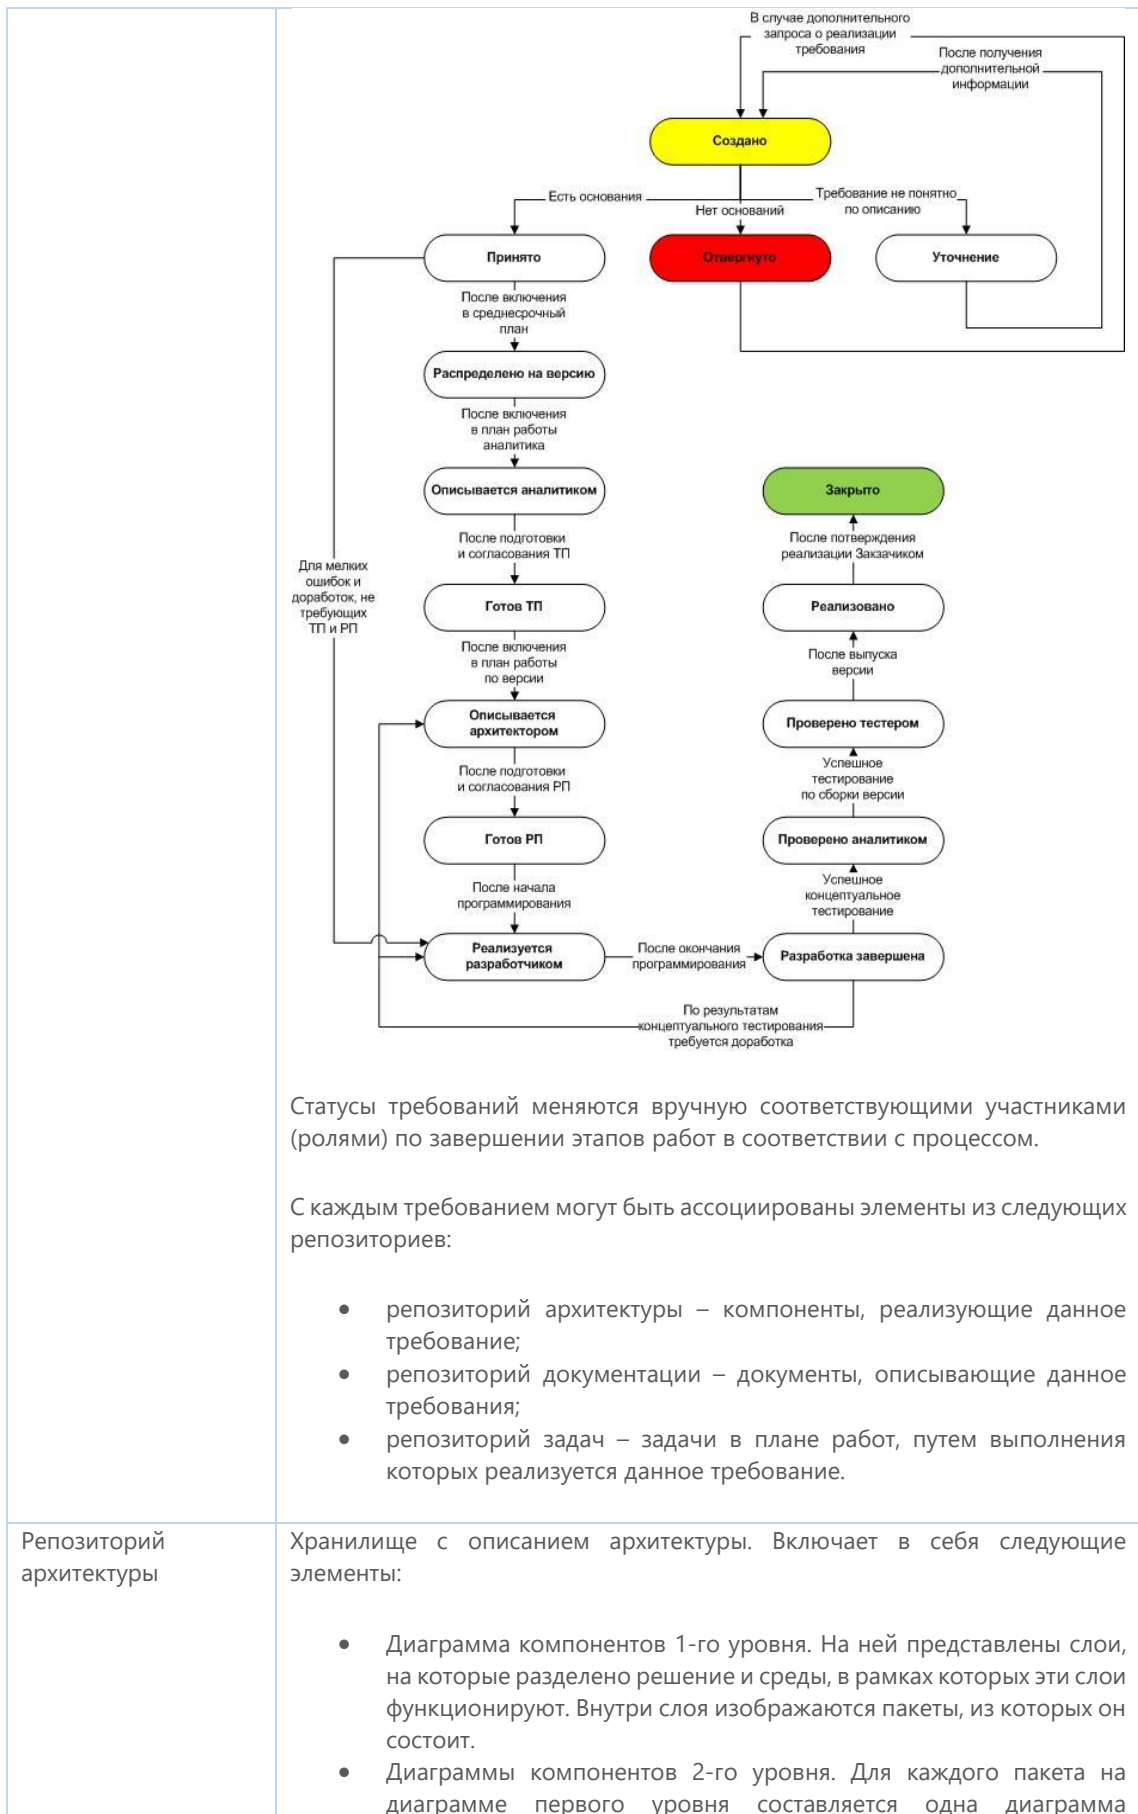 В случае дополнительного
запроса о реализации
требования
После получения
дополнительной
информации
Создано
Есть основания
Нет оснований
Требование не понятно
по описанию
Принято
Отвергнуто
Уточнение
После включения
в среднесрочный
план
Распределено на версию
После включения
в план работы
аналитика
Описывается аналитиком
Закрыто
После подготовки
и согласования ТП
После потверждения
реализации Закзачиком
Для мелких
ошибок и
доработок, не
требующих
ТП и РП
Готов ТП
Реализовано
После включения
в план работы
по версии
После выпуска
версии
Описывается
архитектором
Проверено тестером
После подготовки
и согласования РП
Успешное
тестирование
по сборки версии
Готов РП
Проверено аналитиком
После начала
программирования
Успешное
концептуальное
тестирование
Реализуется
разработчиком
После окончания
программирования
Разработка завершена
По результатам
концептуального тестирования
требуется доработка
Статусы требований меняются вручную соответствующими участниками
(ролями) по завершении этапов работ в соответствии с процессом.
С каждым требованием могут быть ассоциированы элементы из следующих
репозиториев:
• репозиторий архитектуры – компоненты, реализующие данное
требование;
• репозиторий документации – документы, описывающие данное
требования;
• репозиторий задач – задачи в плане работ, путем выполнения
которых реализуется данное требование.
Репозиторий
архитектуры
Хранилище с описанием архитектуры. Включает в себя следующие
элементы:
• Диаграмма компонентов 1-го уровня. На ней представлены слои,
на которые разделено решение и среды, в рамках которых эти слои
функционируют. Внутри слоя изображаются пакеты, из которых он
состоит.
• Диаграммы компонентов 2-го уровня. Для каждого пакета на
диаграмме первого уровня составляется одна диаграмма